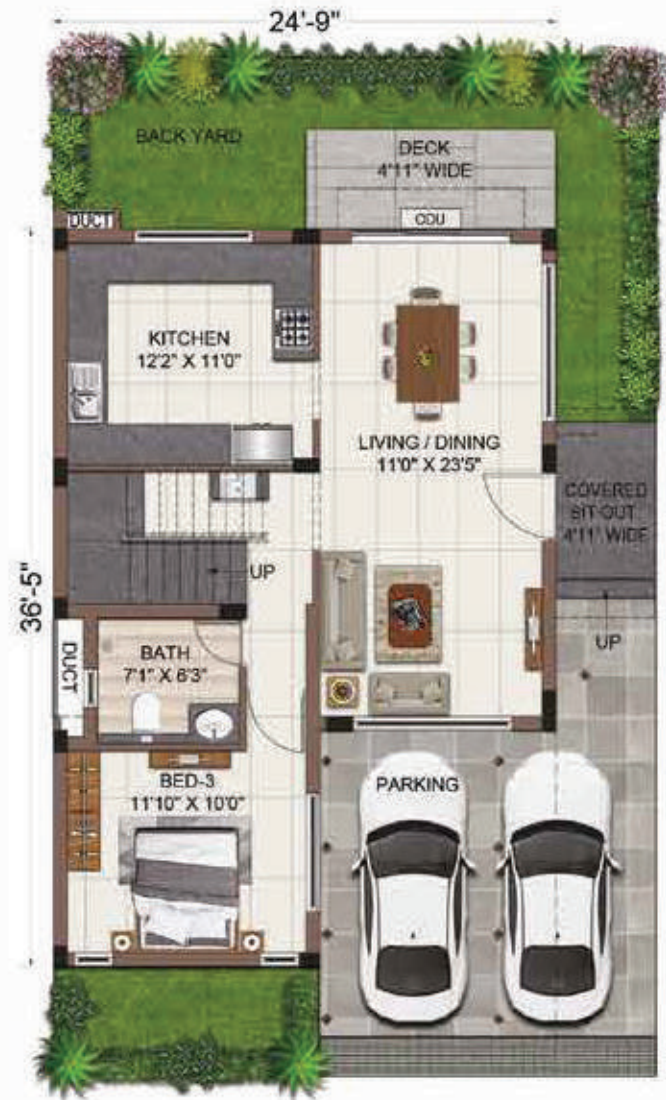 24'-9"
BACK YARD
DECK
4'11" WIDE
DUCT
CDU
KITCHEN
12'2" X 11'0"
LIVING / DINING
11'0" X 23'5"
COVERED
SIT-OUT
4'11" WIDE
UP
36'-5"
UP
BATH
7'1" X 6'3"
DUCT
BED-3
11'10" X 10'0"
PARKING